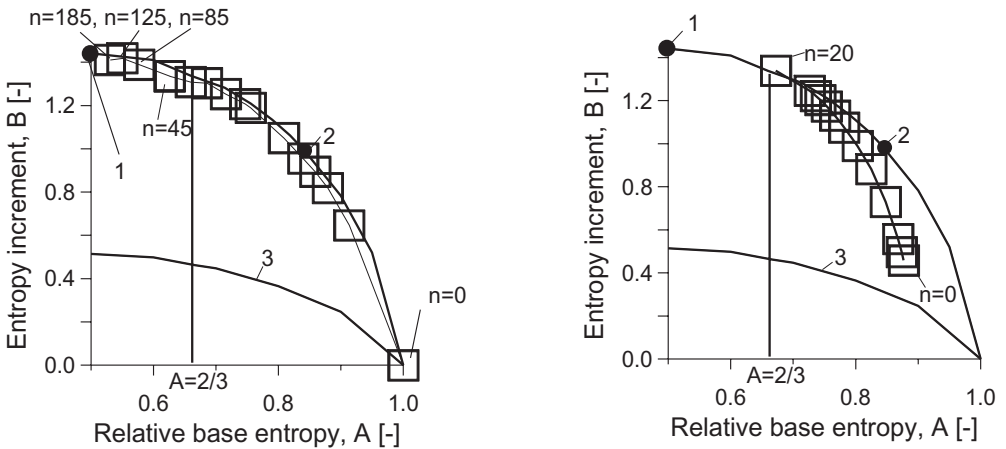 n=185, n=125, n=85
1.2
0.8
0.4
0.0
n=45
1
2
3
n=0
A=2/3
0.6
0.8
1.0
Relative base entropy, A [-]
Entropy increment, B [-]
1
n=20
1.2
0.8
0.4
0.0
2
3
n=0
A=2/3
0.6
0.8
1.0
Relative base entropy, A [-]
Entropy increment, B [-]